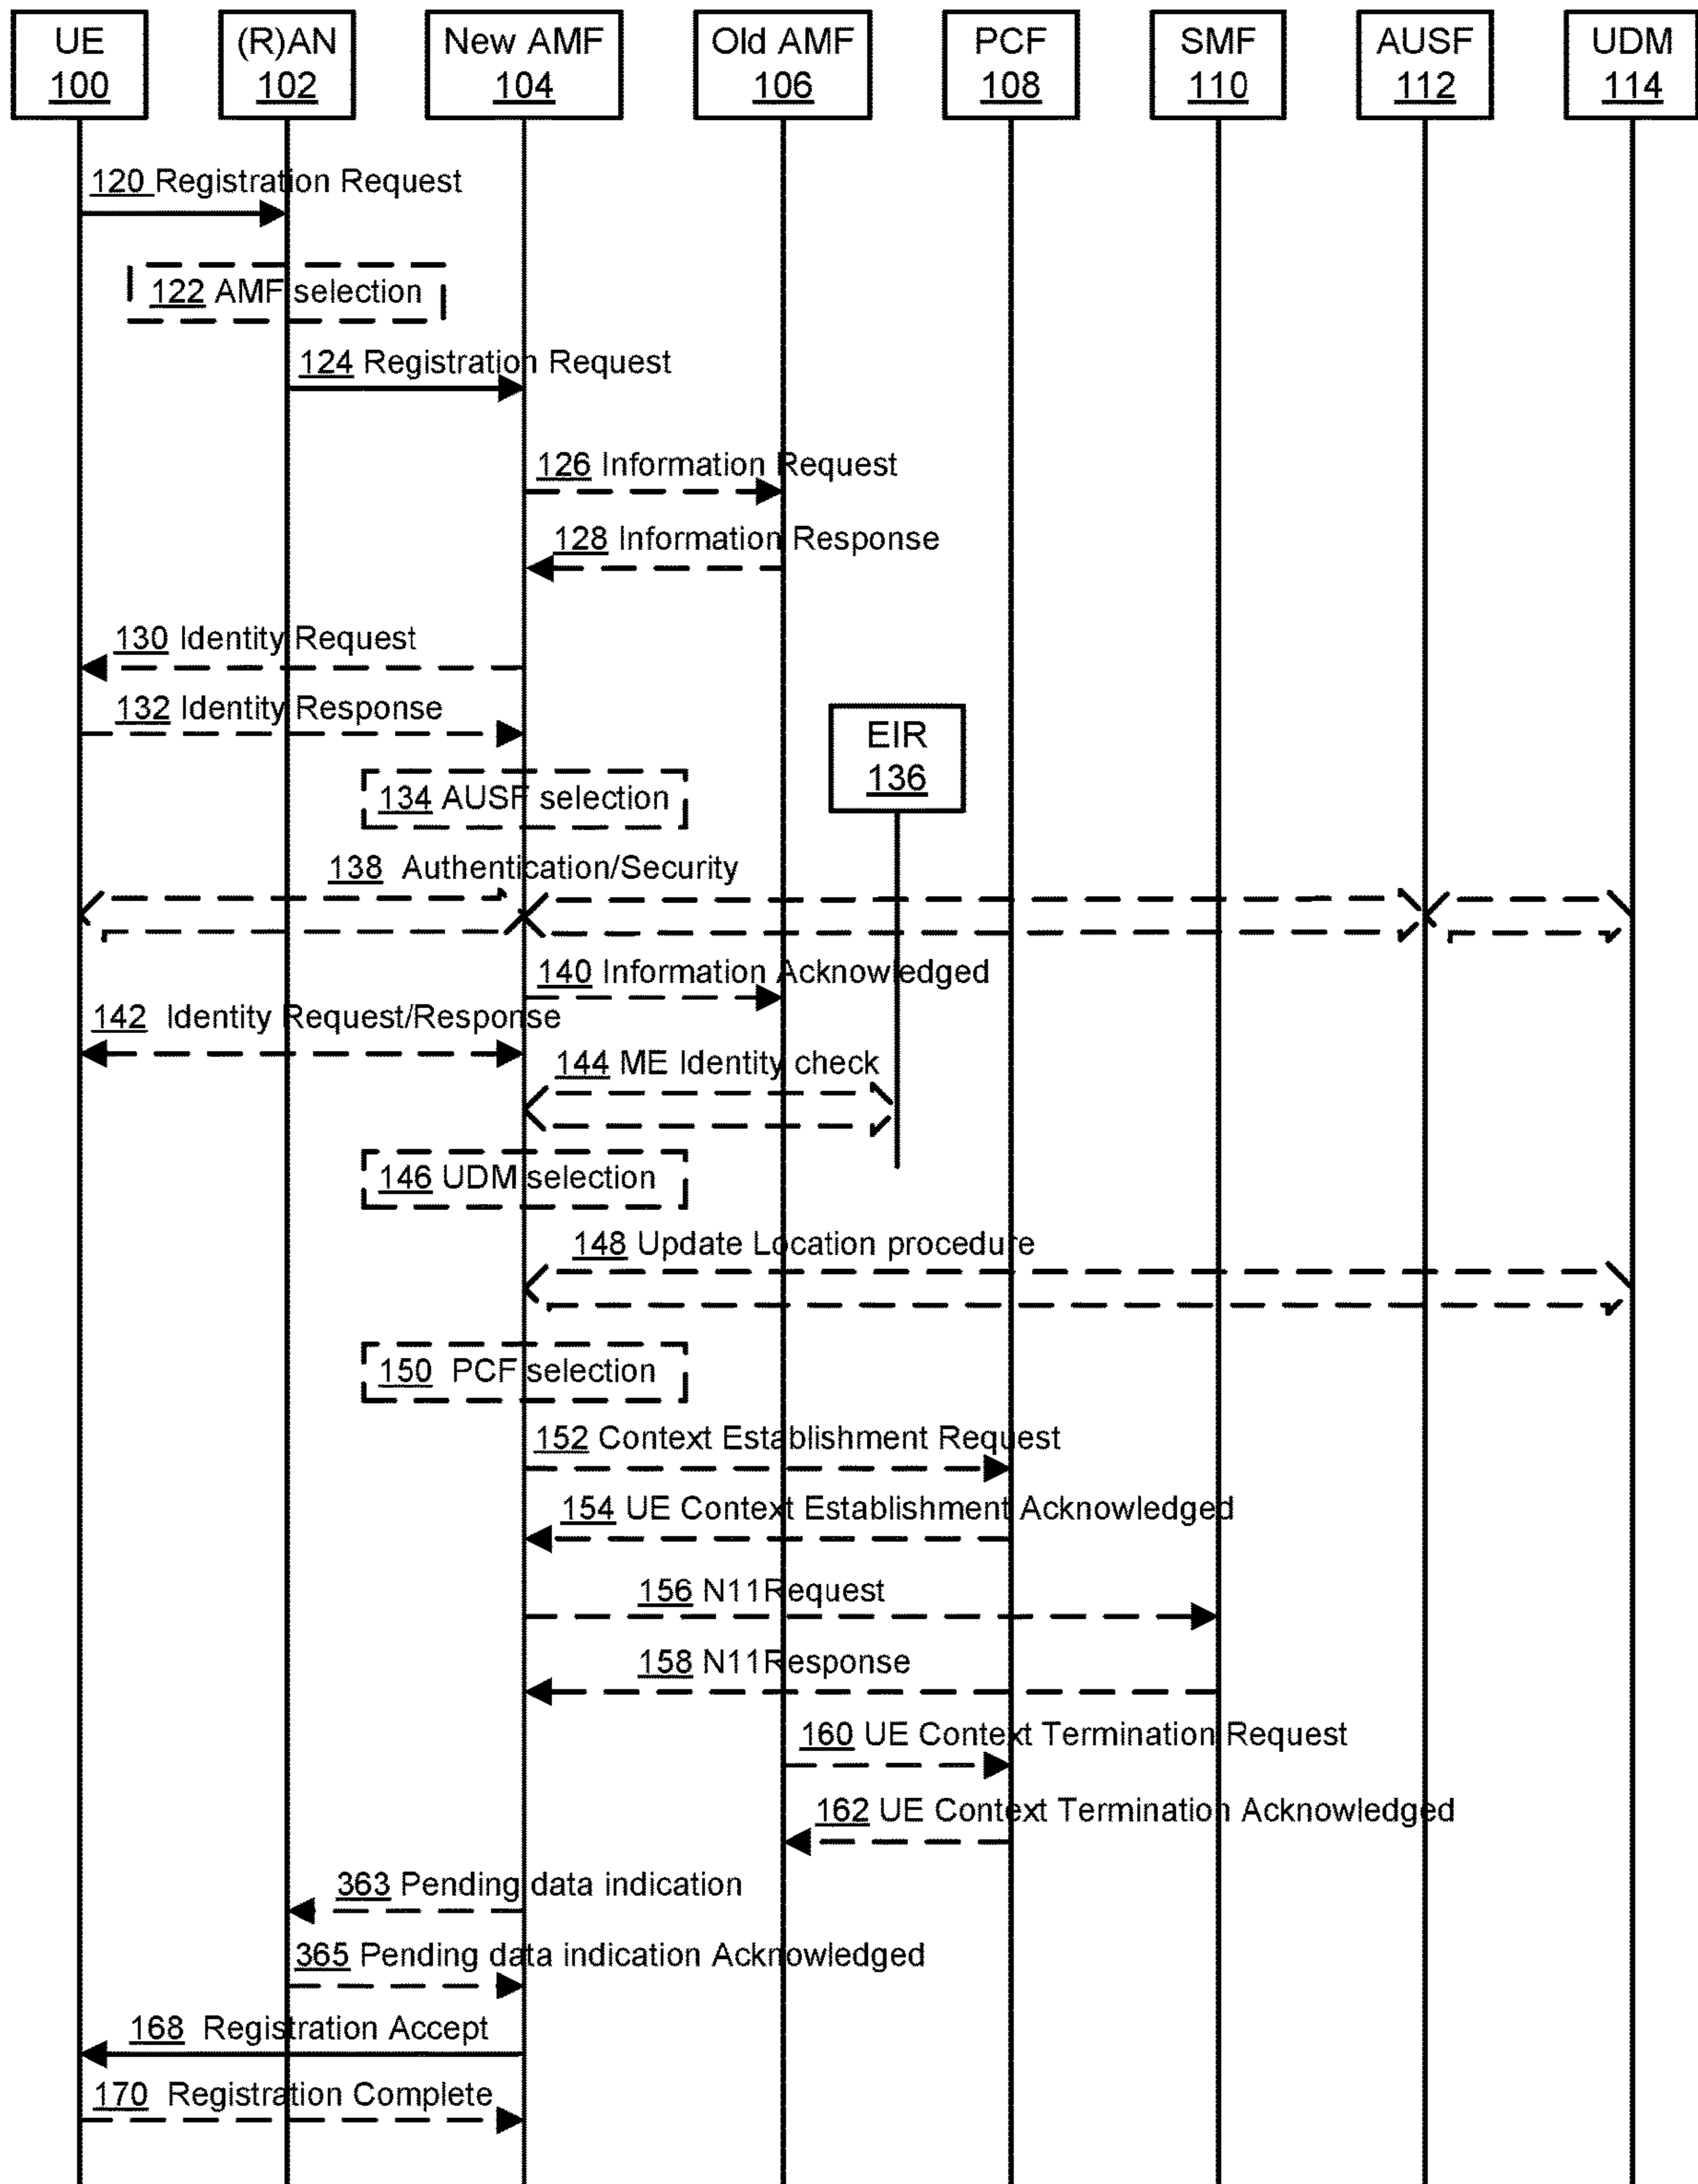 UE
100
(R)AN
102
New AMF
104
Old AMF
106
PCF
108
SMF
110
AUSF
112
UDM
114
120 Registration Request
122 AMF selection
124 Registration Request
126 Information Request
128 Information Response
130 Identity Request
132 Identity Response
EIR
136
134 AUSF selection
138 Authentication/Security
140 Information Acknowledged
142 Identity Request/Response
144 ME Identity check
146 UDM selection
148 Update Location procedure
150 PCF selection
152 Context Establishment Request
154 UE Context Establishment Acknowledged
156 N11Request
158 N11Response
160 UE Context Termination Request
162 UE Context Termination Acknowledged
363 Pending data indication
365 Pending data indication Acknowledged
168 Registration Accept
170 Registration Complete